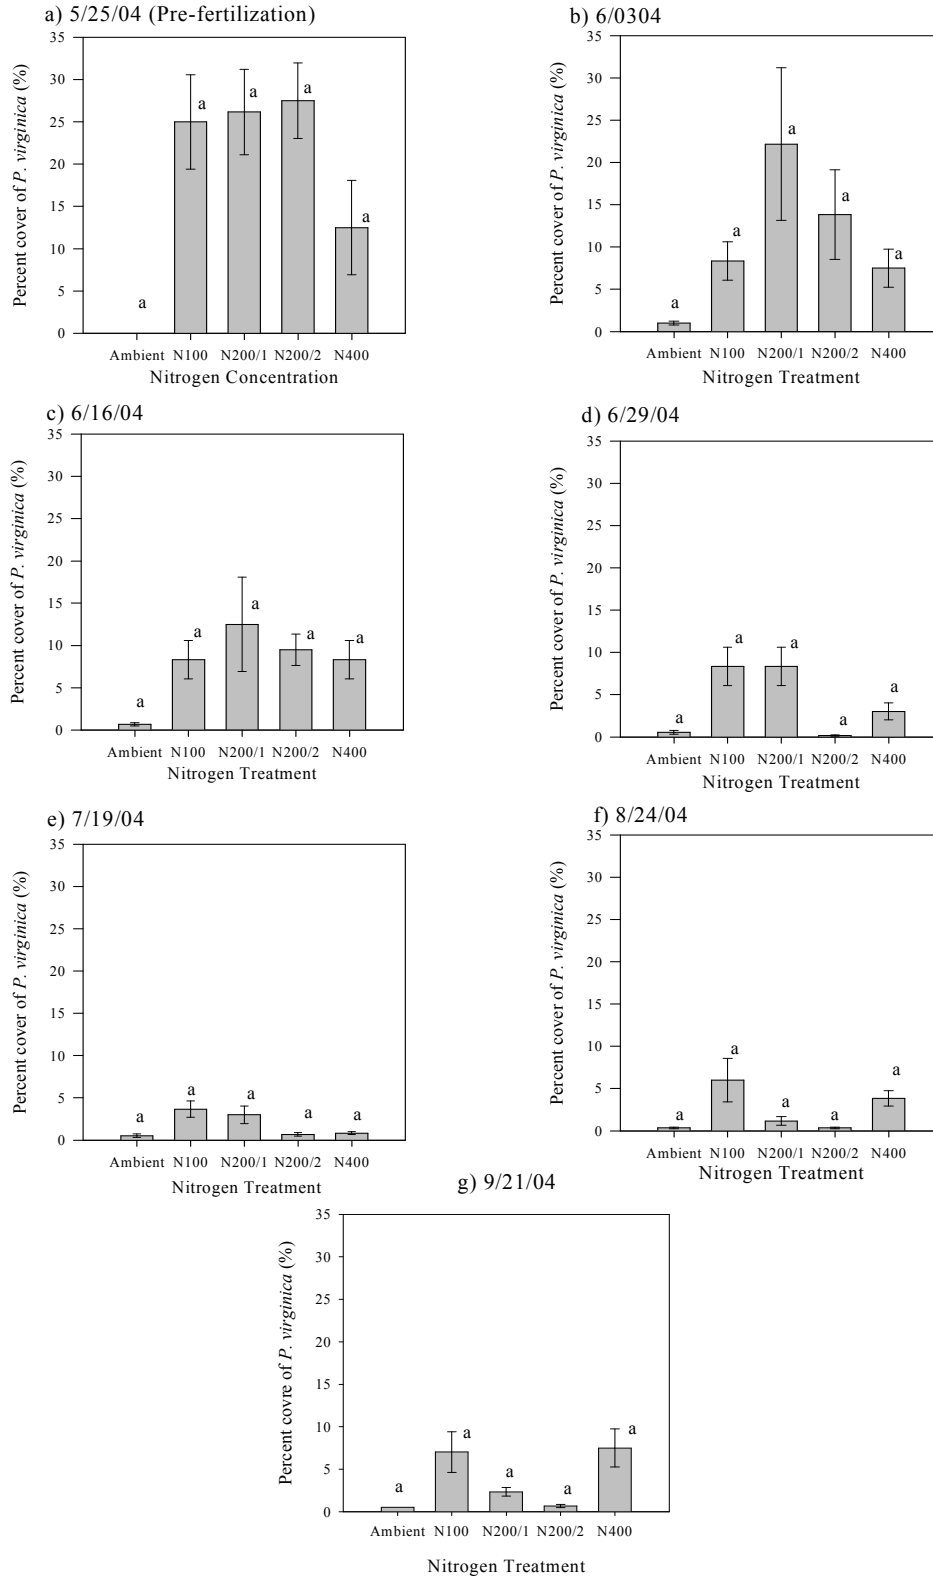 a) 5/25/04 (Pre-fertilization)
Percent cover of P. virginica (%)
35
30
25
20
15
10
5
0
a
a
a
a
a
Ambient N100 N200/1 N200/2 N400
Nitrogen Concentration
b) 6/0304
Percent cover of P. virginica (%)
35
30
25
20
15
10
5
0
a
a
a
a
a
Ambient N100 N200/1 N200/2 N400
Nitrogen Treatment
c) 6/16/04
Percent cover of P. virginica (%)
35
30
25
20
15
10
5
0
a
a
a
a
a
Ambient N100 N200/1 N200/2 N400
Nitrogen Treatment
d) 6/29/04
Percent cover of P. virginica (%)
35
30
25
20
15
10
5
0
a
a
a
a
a
Ambient N100 N200/1 N200/2 N400
Nitrogen Treatment
e) 7/19/04
Percent cover of P. virginica (%)
35
30
25
20
15
10
5
0
a
a
a
a
a
Ambient N100 N200/1 N200/2 N400
Nitrogen Treatment
f) 8/24/04
Percent cover of P. virginica (%)
35
30
25
20
15
10
5
0
a
a
a
a
a
Ambient N100 N200/1 N200/2 N400
Nitrogen Treatment
g) 9/21/04
Percent covre of P. virginica (%)
35
30
25
20
15
10
5
0
a
a
a
a
a
Ambient N100 N200/1 N200/2 N400
Nitrogen Treatment